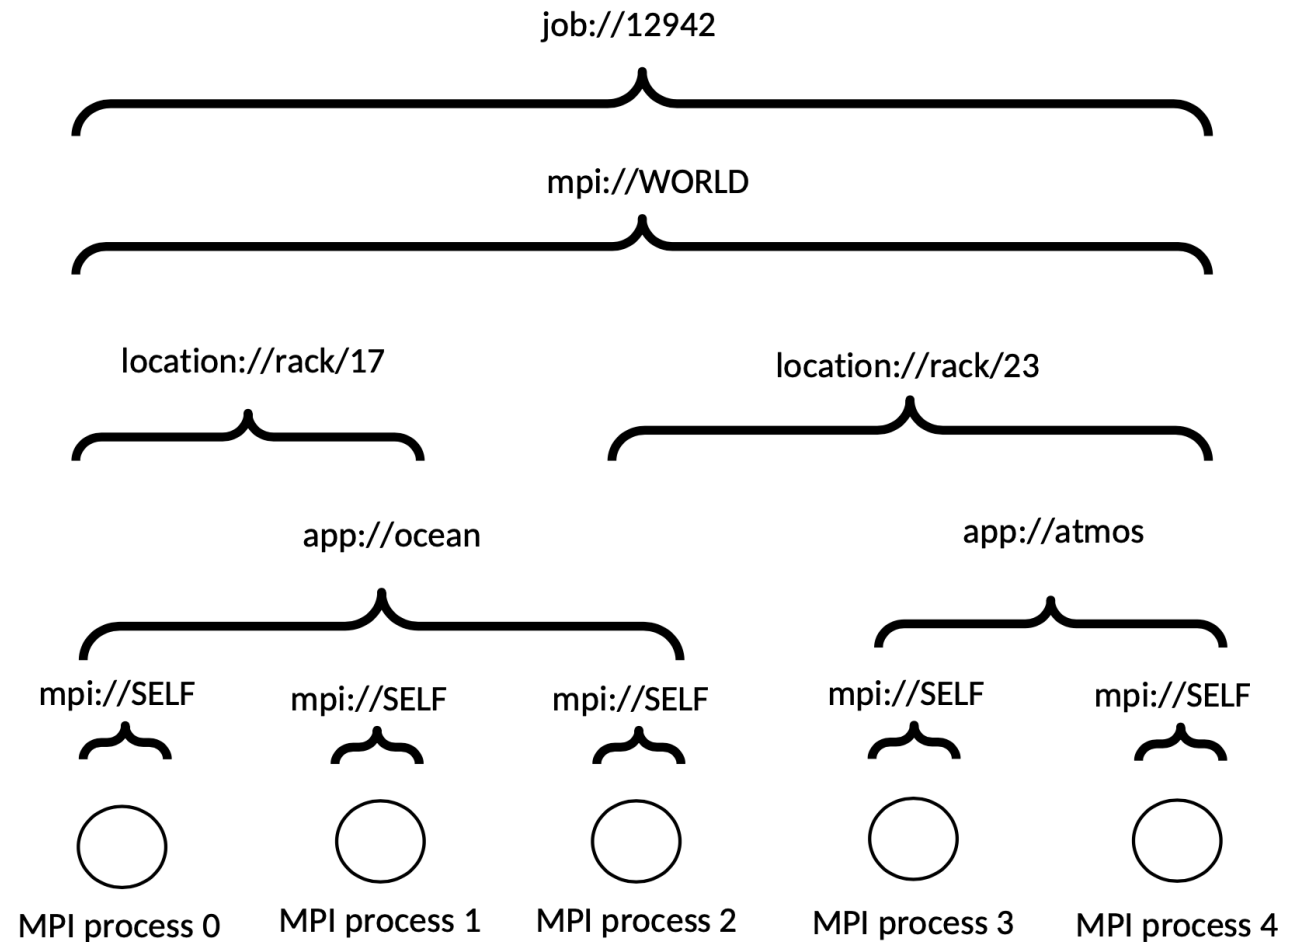 job://12942
mpi://WORLD
location://rack/17
location://rack/23
app://ocean
app://atmos
mpi://SELF
mpi://SELF
mpi://SELF
mpi://SELF
mpi://SELF
MPI process 0
MPI process 1
MPI process 2
MPI process 3
MPI process 4